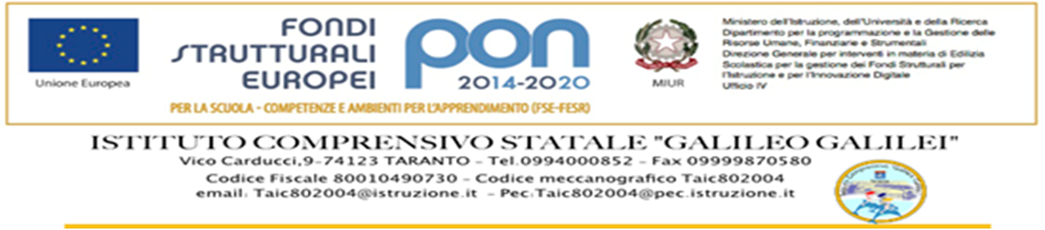 Unione Europea
FONDI
STRUTTURALI
EUROPEI
pon
2014-2020
PER LA SCUOLA - COMPETENZE E AMBIENTI PER L'APPRENDIMENTO (FSE-FESR)
MIUR
Ministero dell'Istruzione, dell'Università e della Ricerca
Dipartimento per la programmazione e la Gestione delle
Risorse Umane, Finanziarie e Strumentali
Direzione Generale per interventi in materia di Edilizia
Scolastica per la gestione dei Fondi Strutturali per
l'Istruzione e per l'Innovazione Digitale
Ufficio IV
ISTITUTO COMPRENSIVO STATALE "GALILEO GALILEI"
Vico Carducci,9-74123 TARANTO - Tel.0994000852 - Fax 09999870580
Codice Fiscale 80010490730 - Codice meccanografico Taic802004
email: Taic802004@istruzione.it - Pec:Taic802004@pec.istruzione.it